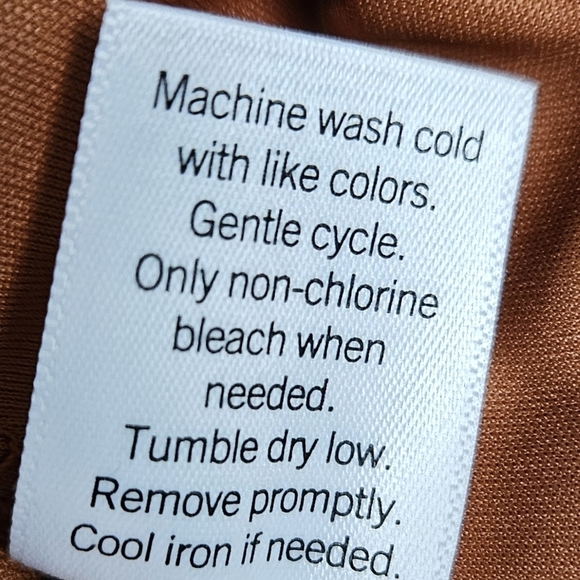 Machine wash cold
with like colors.
Gentle cycle.
Only non-chlorine
bleach when
needed.
Tumble dry low.
Remove promptly.
Cool iron if needed.